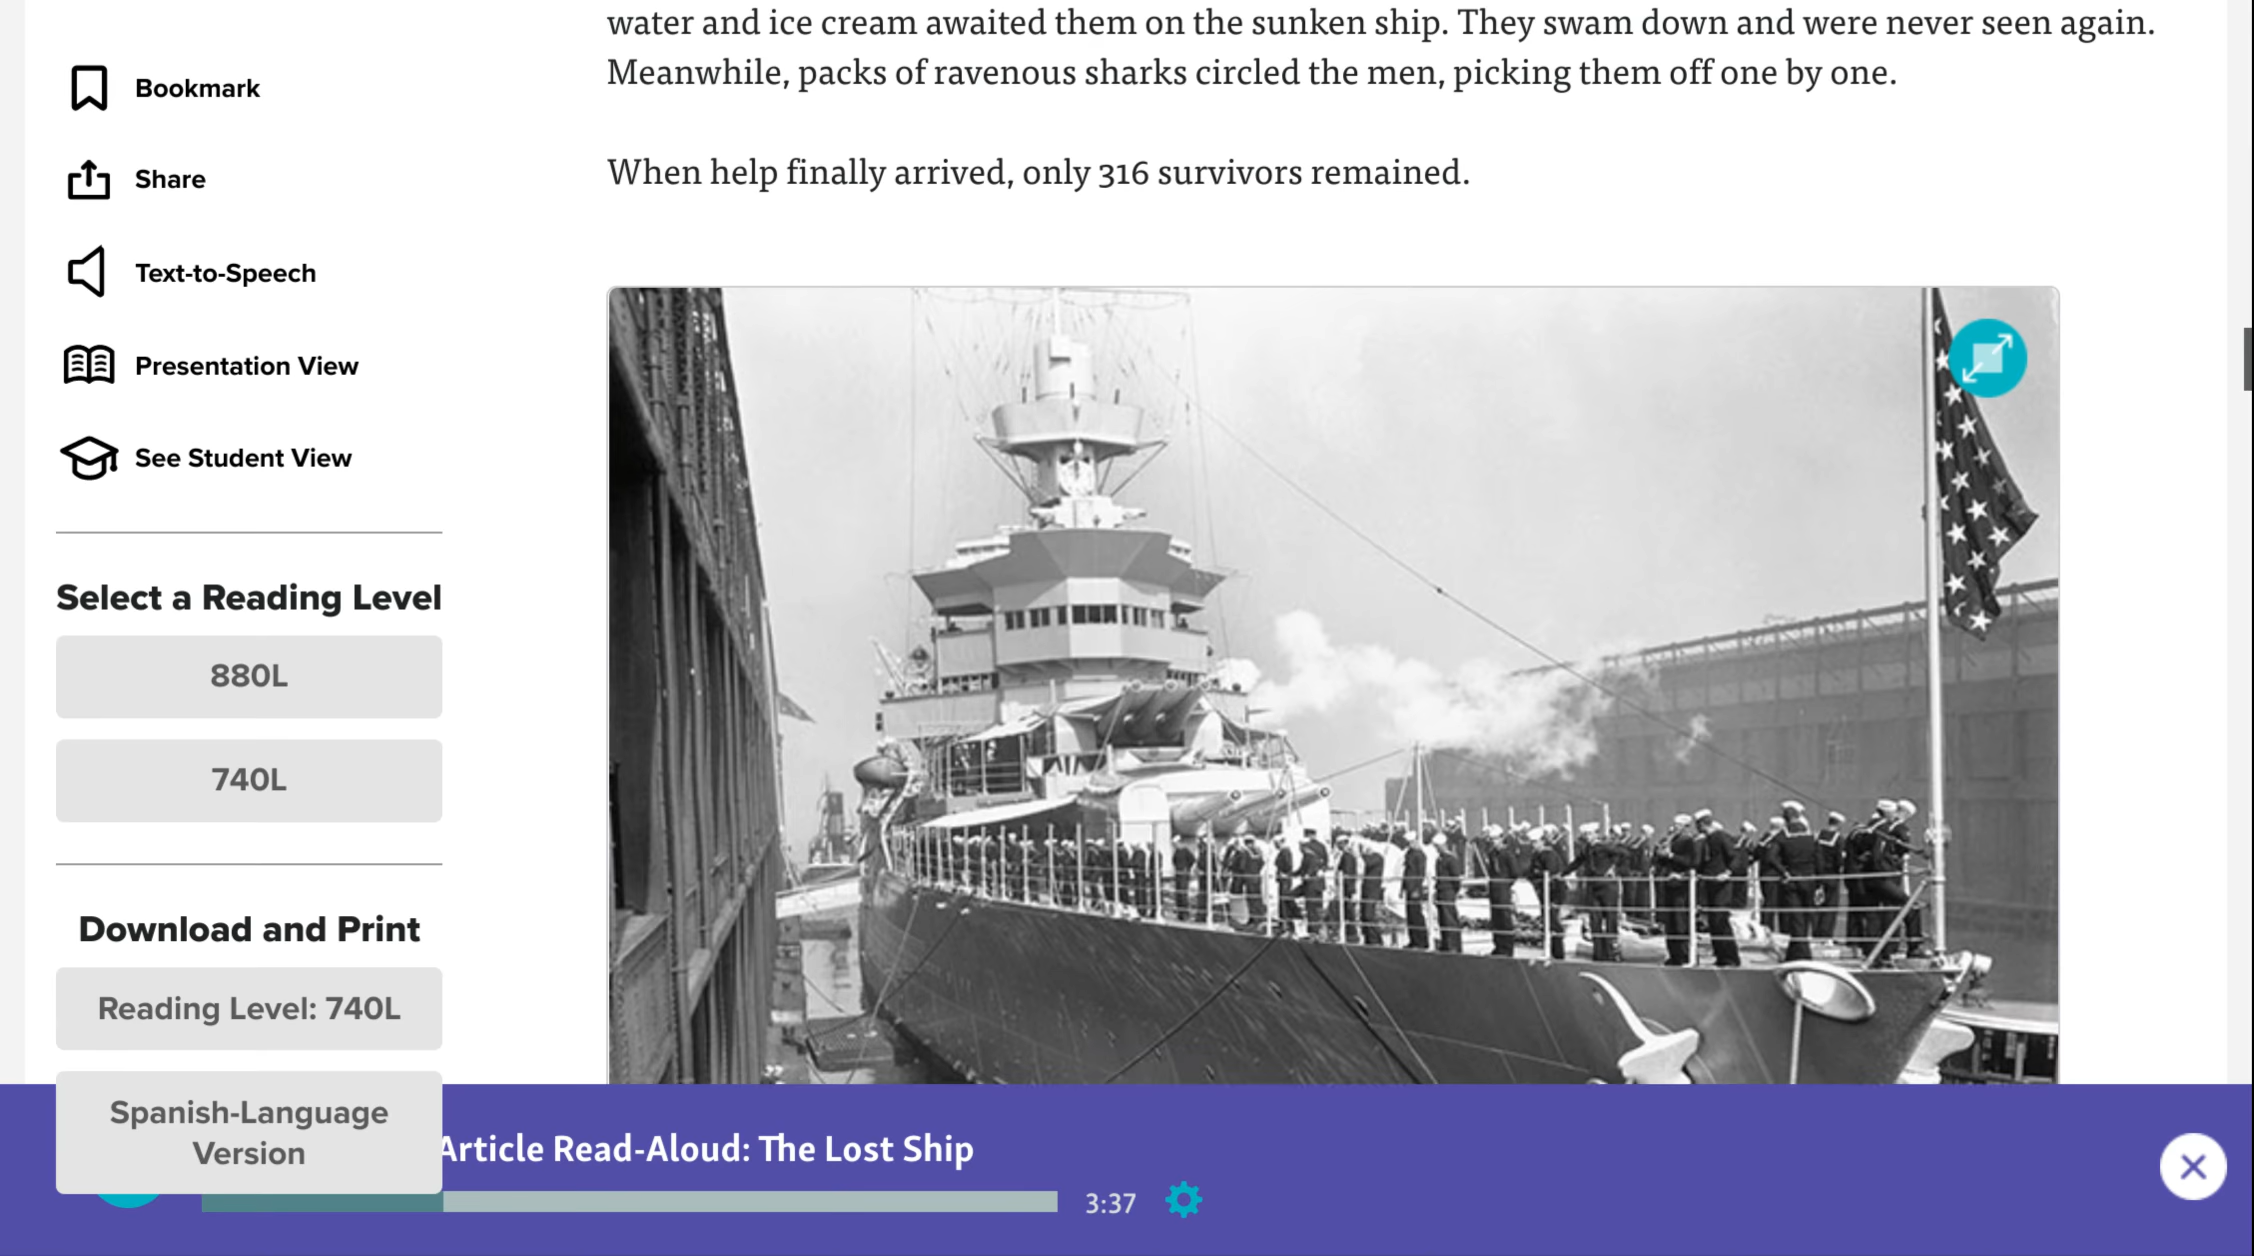 water and ice cream awaited them on the sunken ship. They swam down and were never seen again.
Meanwhile, packs of ravenous sharks circled the men, picking them off one by one.
When help finally arrived, only 316 survivors remained.
Bookmark
Share
Text-to-Speech
Presentation View
See Student View
Select a Reading Level
880L
740L
Download and Print
Reading Level: 740L
Spanish-Language
Version
Article Read-Aloud: The Lost Ship
3:37